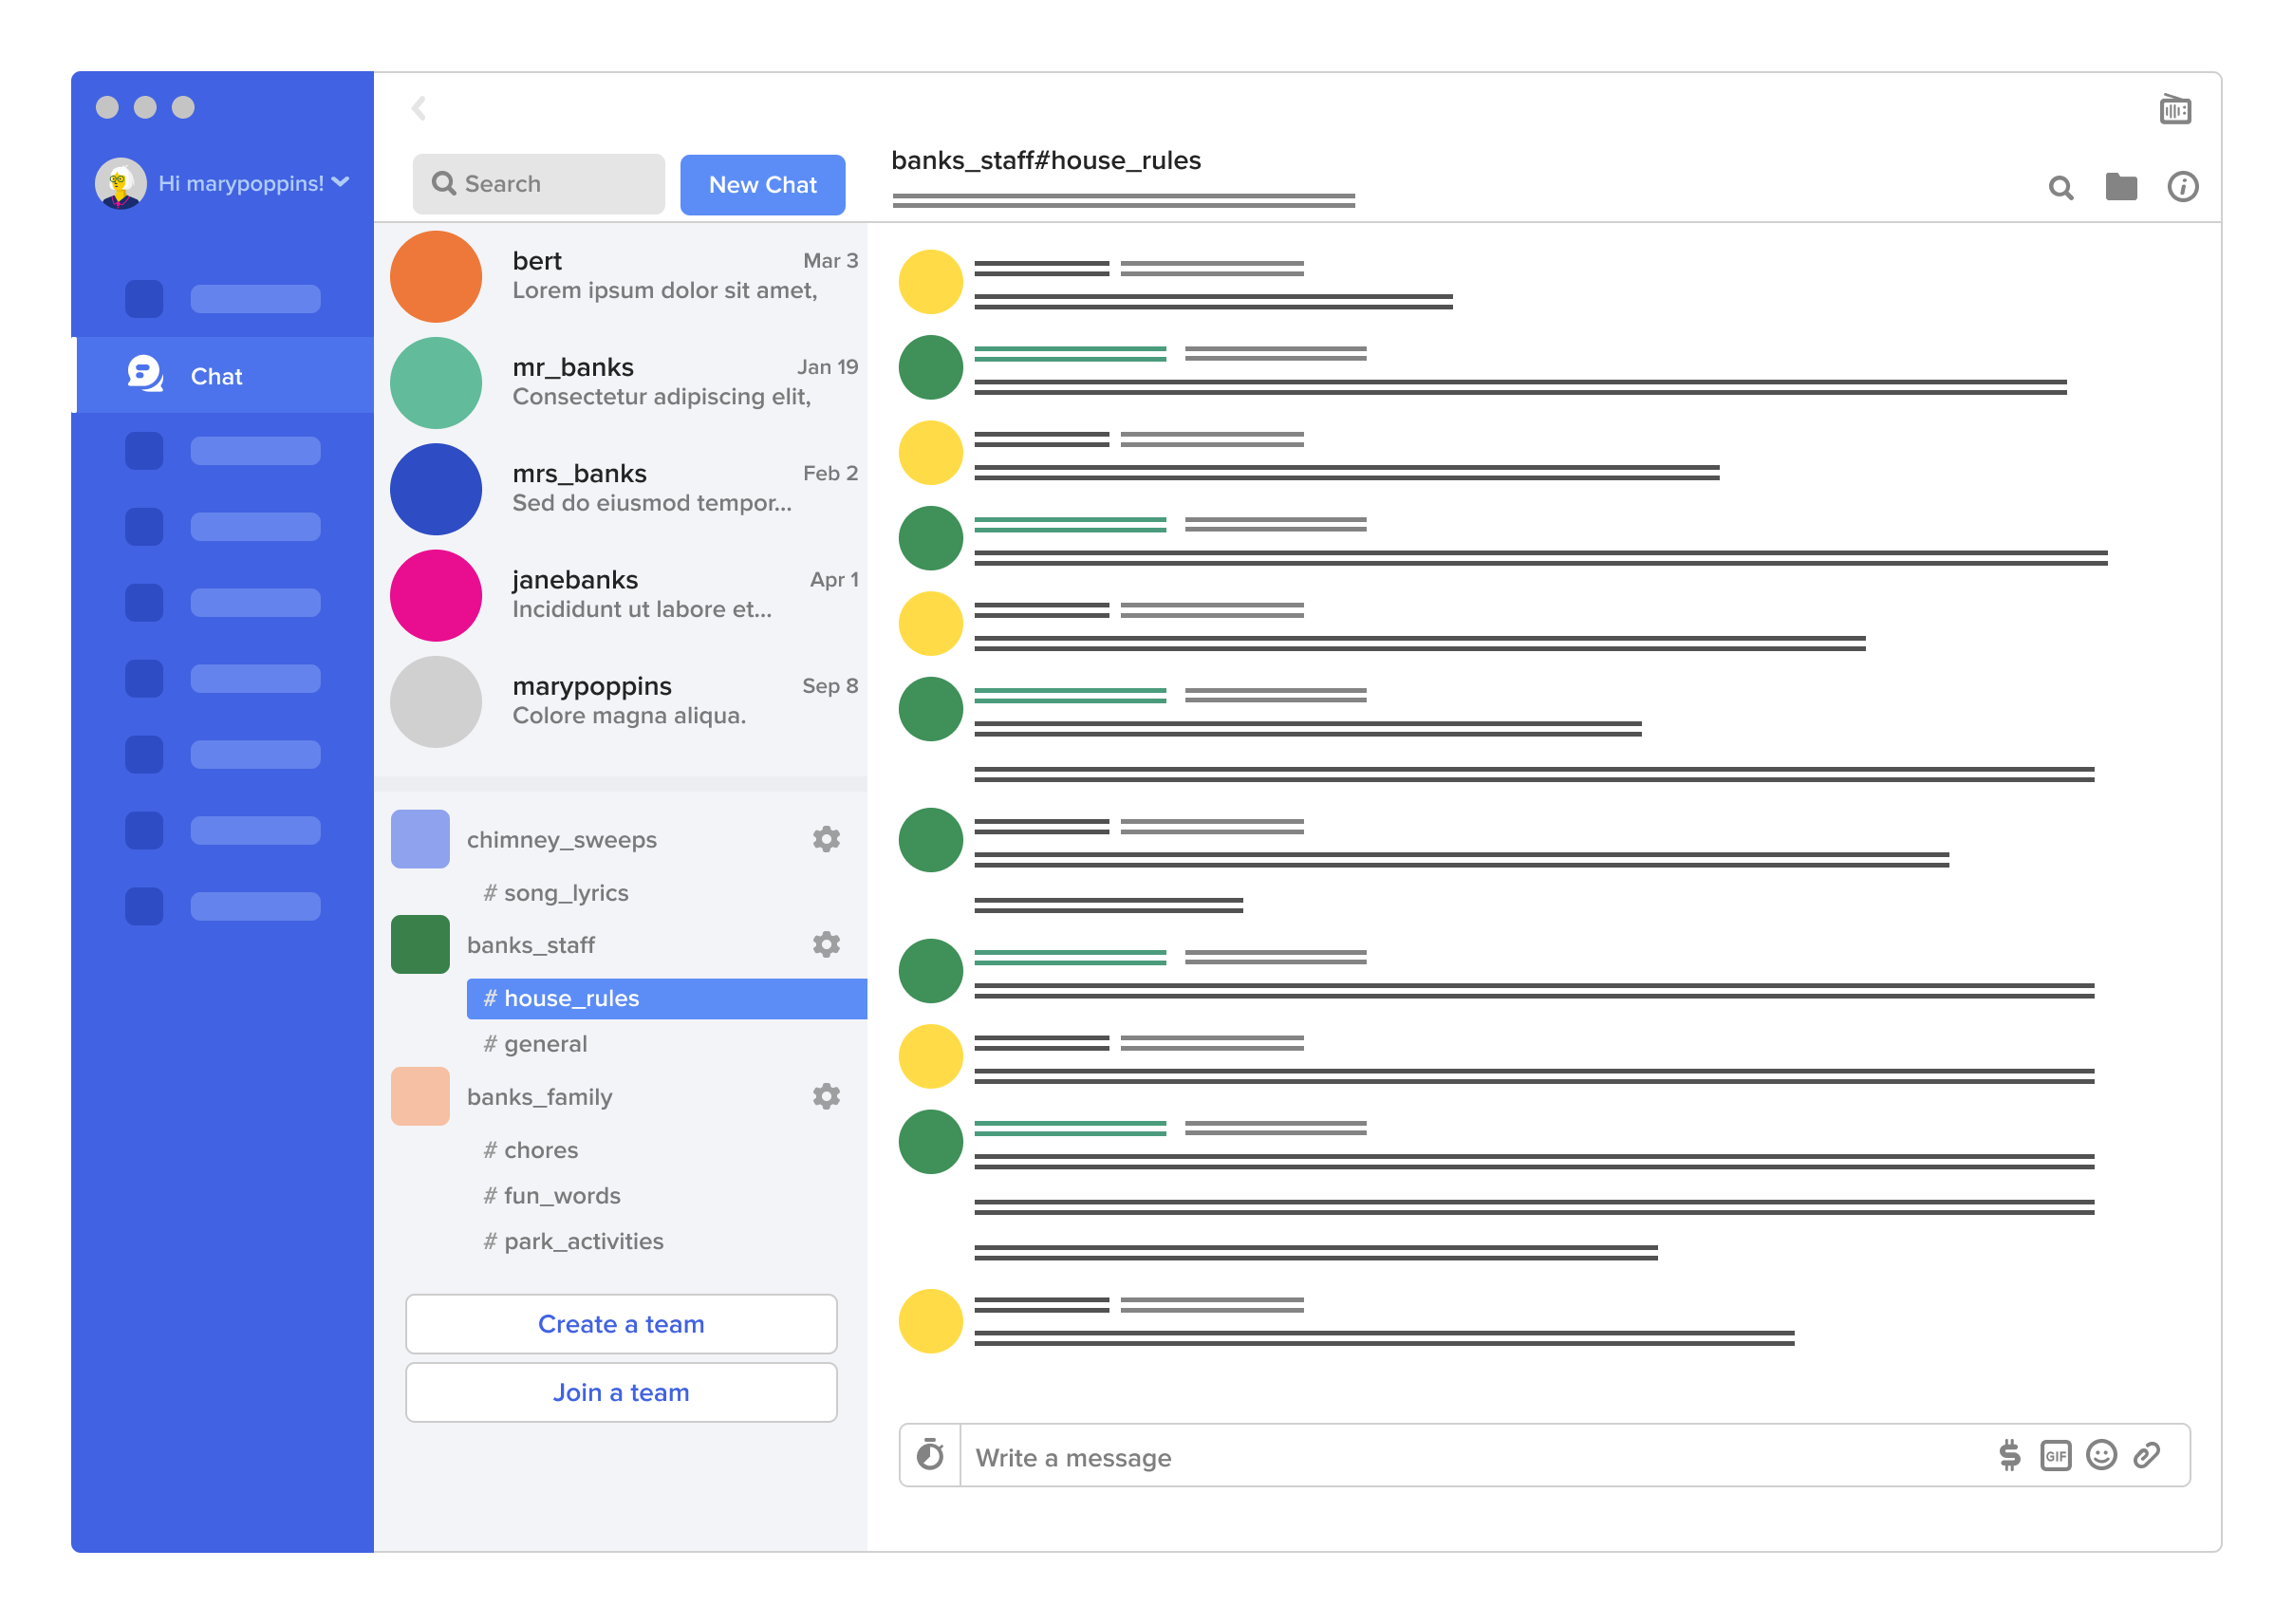 Hi marypoppins!
Chat
Search
New Chat
bert
Mar 3
Lorem ipsum dolor sit amet,
mr_banks
Jan 19
Consectetur adipiscing elit,
mrs_banks
Feb 2
Sed do eiusmod tempor...
janebanks
Apr 1
Incididunt ut labore et...
marypoppins
Sep 8
Colore magna aliqua.
chimney_sweeps
# song_lyrics
banks_staff
# house_rules
# general
banks_family
# chores
# fun_words
# park_activities
Create a team
Join a team
banks_staff#house_rules
Write a message
$
GIF